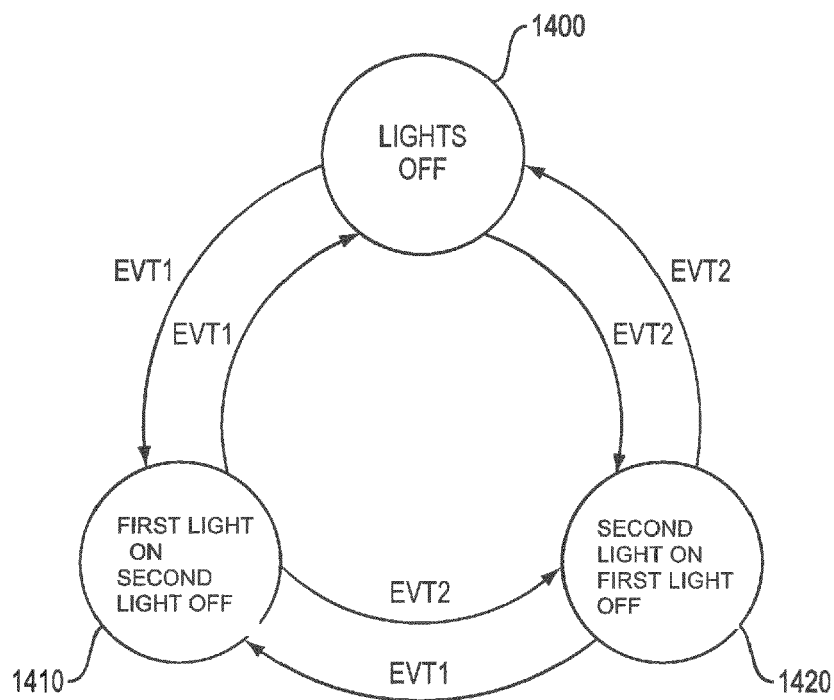 1400
LIGHTS
OFF
EVT1
EVT2
EVT1
EVT2
FIRST LIGHT
ON
SECOND
LIGHT OFF
SECOND
LIGHT ON
FIRST LIGHT
OFF
EVT2
EVT1
1410
1420